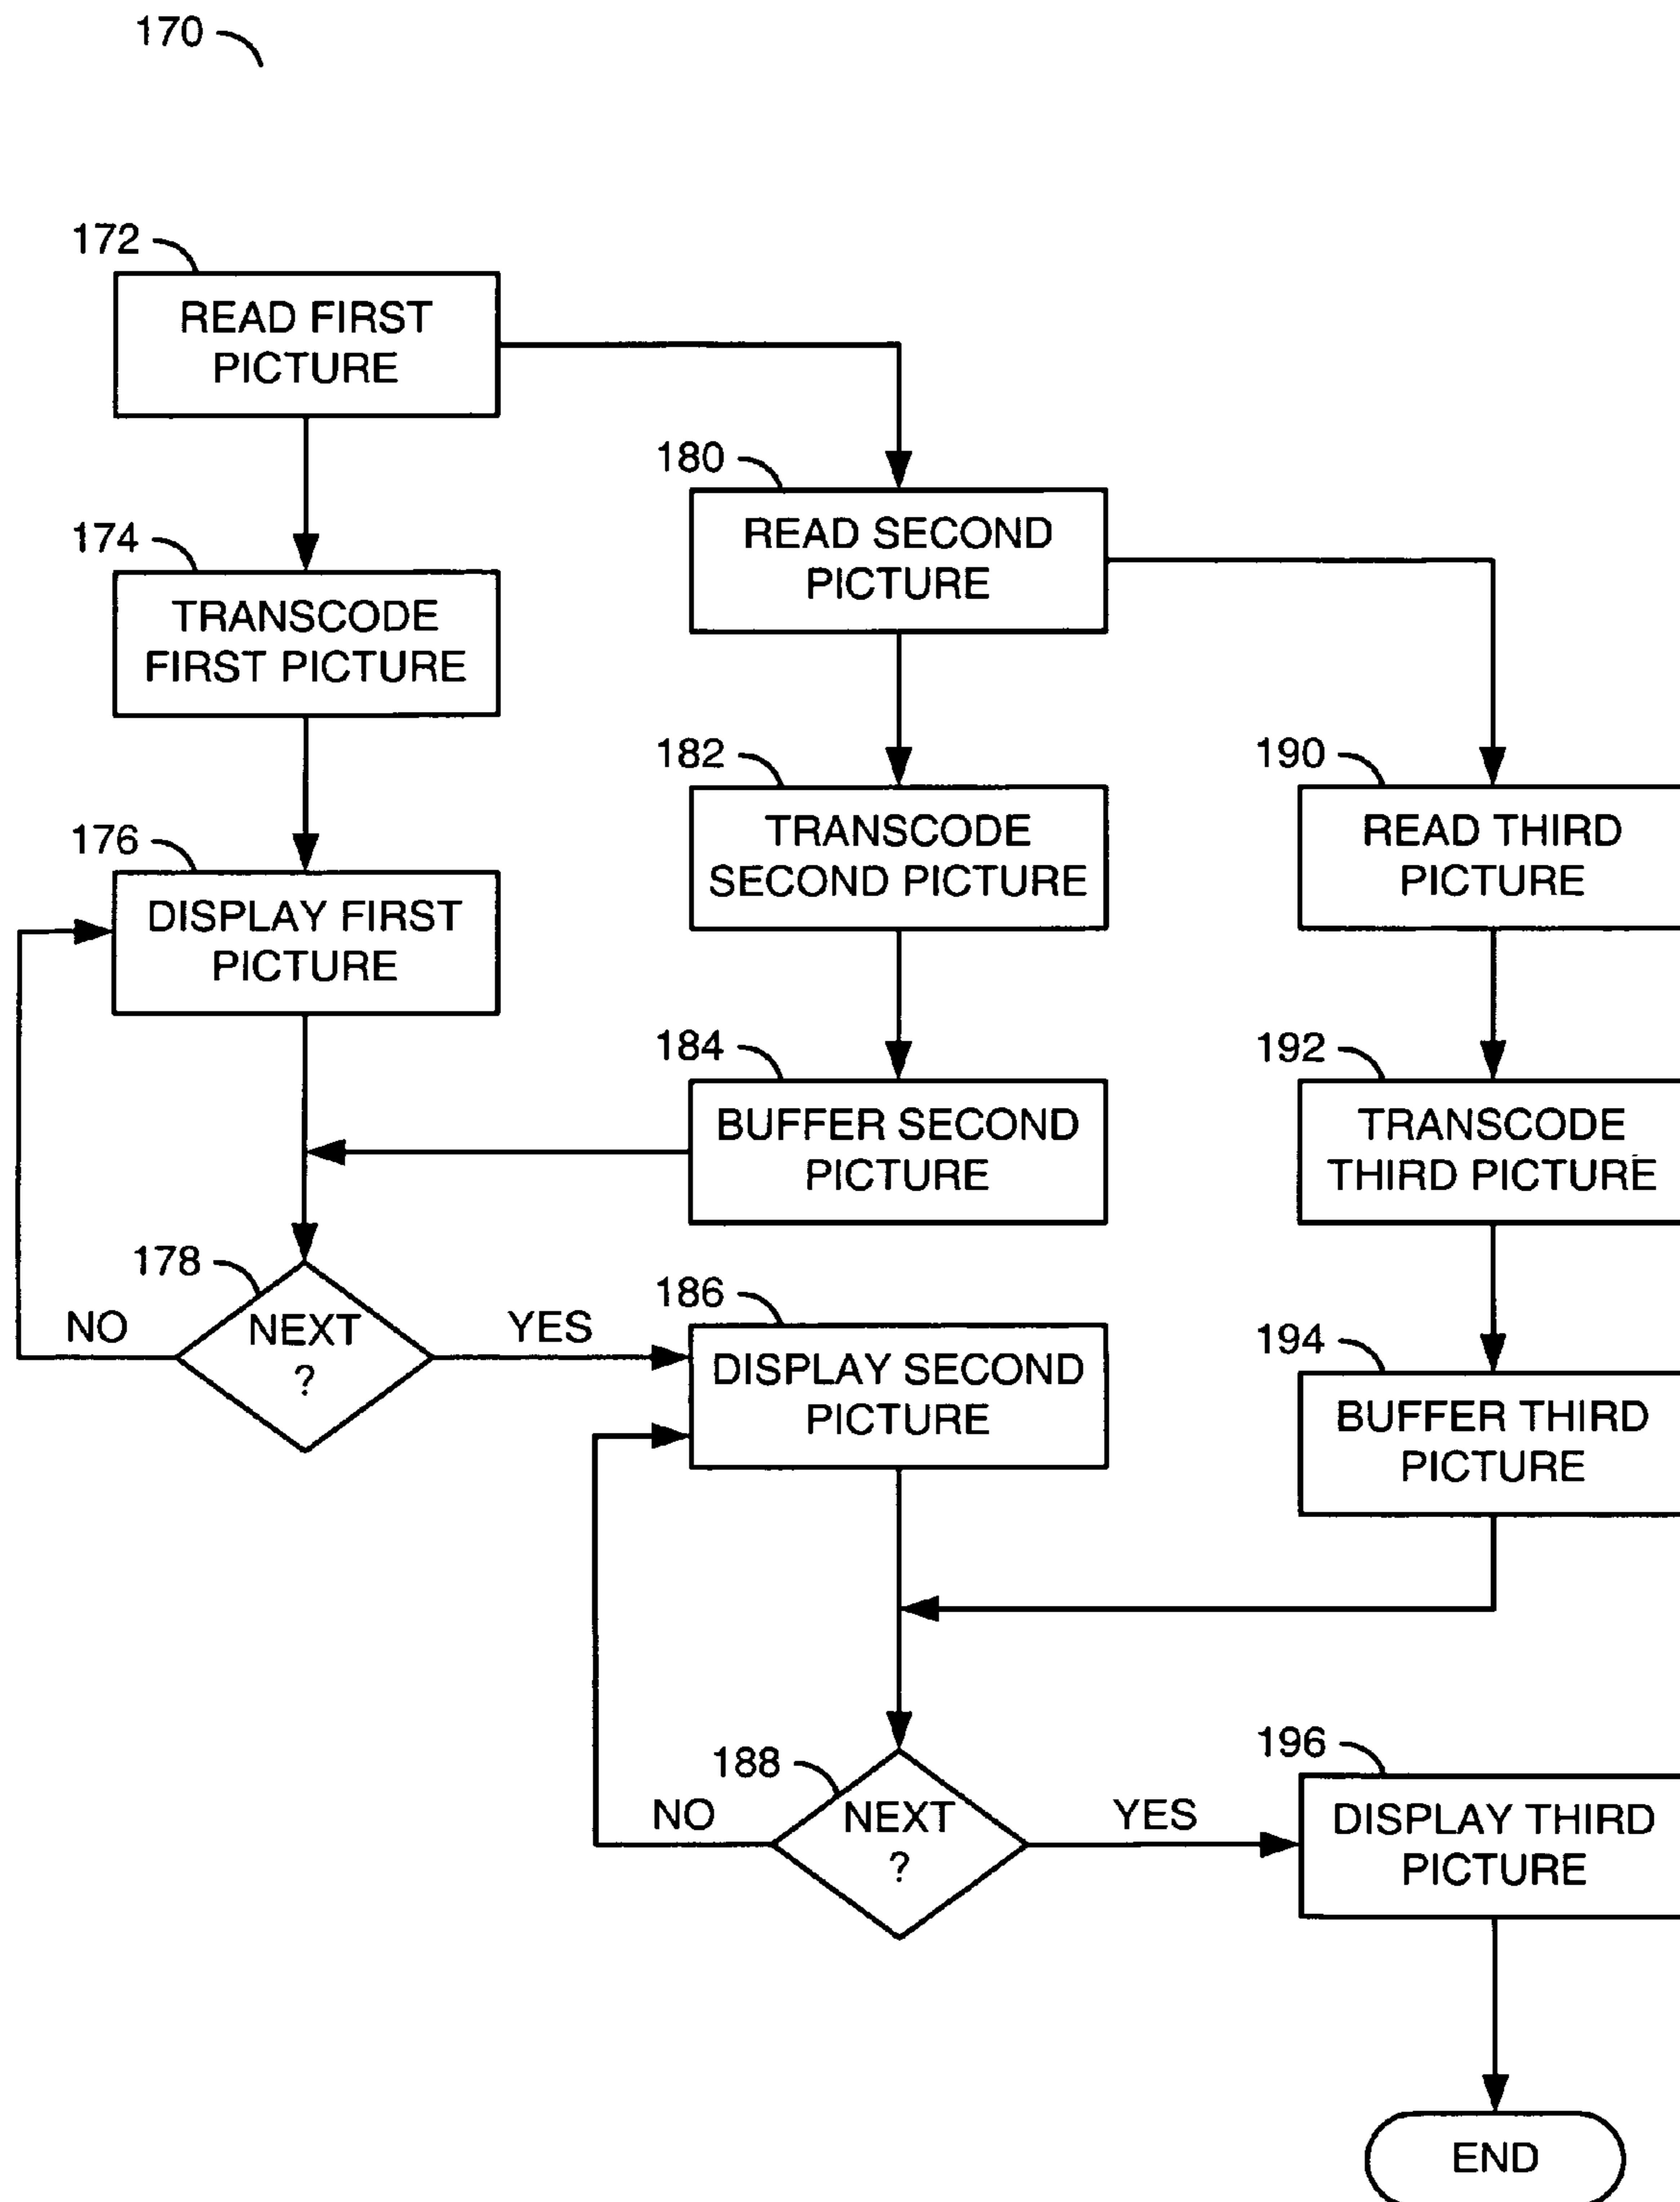 170
172
READ FIRST
PICTURE
174
TRANSCODE
FIRST PICTURE
176
DISPLAY FIRST
PICTURE
178
NEXT
?
NO
YES
180
READ SECOND
PICTURE
182
TRANSCODE
SECOND PICTURE
184
BUFFER SECOND
PICTURE
186
DISPLAY SECOND
PICTURE
188
NEXT
?
NO
YES
190
READ THIRD
PICTURE
192
TRANSCODE
THIRD PICTURE
194
BUFFER THIRD
PICTURE
196
DISPLAY THIRD
PICTURE
END